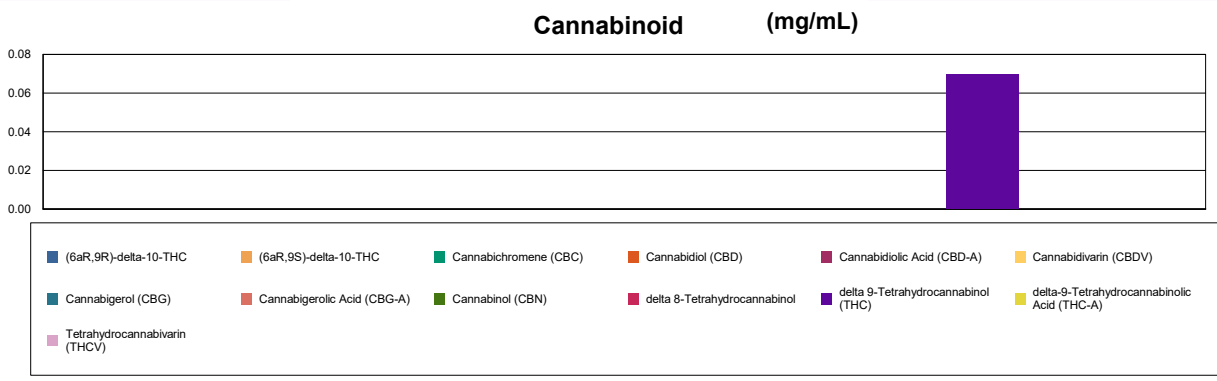 Cannabinoid (mg/mL)
0.08
0.06
0.04
0.02
0.00
(6aR,9R)-delta-10-THC
(6aR,9S)-delta-10-THC
Cannabichromene (CBC)
Cannabidiol (CBD)
Cannabidiolic Acid (CBD-A)
Cannabidivarin (CBDV)
Cannabigerol (CBG)
Cannabigerolic Acid (CBG-A)
Cannabinol (CBN)
delta 8-Tetrahydrocannabinol
delta 9-Tetrahydrocannabinol
(THC)
delta-9-Tetrahydrocannabinolic
Acid (THC-A)
Tetrahydrocannabivarin
(THCV)